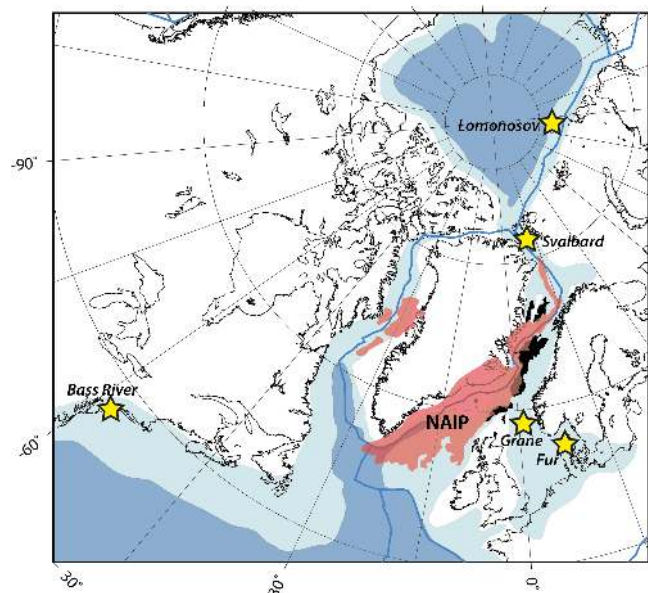 Lomonosov
-90°
Svalbard
Bass River
NAIP
Grane
Fur
-60°
30°
30°
0°